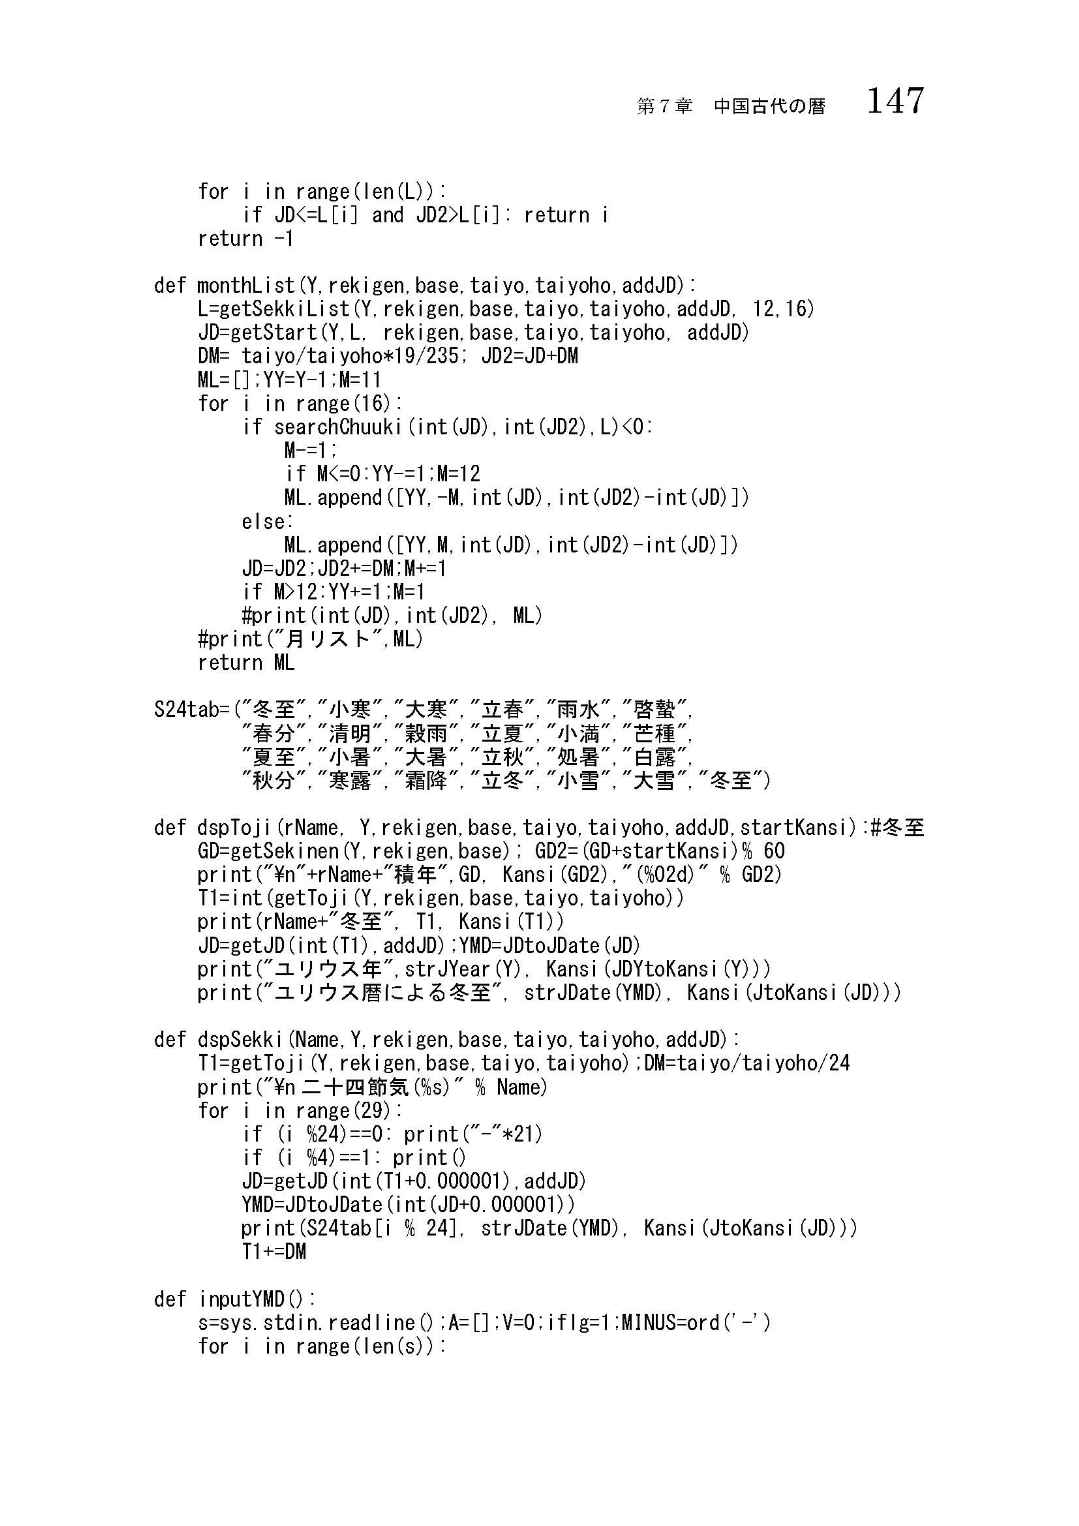 第７章　中国古代の暦　147
    for i in range(len(L)):
        if JD<=L[i] and JD2>L[i]: return i
    return -1

def monthList(Y,rekigen,base,taiyo,taiyoho,addJD):
    L=getSekkiList(Y,rekigen,base,taiyo,taiyoho,addJD, 12,16)
    JD=getStart(Y,L, rekigen,base,taiyo,taiyoho, addJD)
    DM= taiyo/taiyoho*19/235; JD2=JD+DM
    ML=[];YY=Y-1;M=11
    for i in range(16):
        if searchChuuki(int(JD),int(JD2),L)<0:
            M-=1;
            if M<=0:YY-=1;M=12
            ML.append([YY,-M,int(JD),int(JD2)-int(JD)])
        else:
            ML.append([YY,M,int(JD),int(JD2)-int(JD)])
        JD=JD2;JD2+=DM;M+=1
        if M>12:YY+=1;M=1
        #print(int(JD),int(JD2), ML)
    #print("月リスト",ML)
    return ML

S24tab=("冬至","小寒","大寒","立春","雨水","啓蟄",
        "春分","清明","穀雨","立夏","小満","芒種",
        "夏至","小暑","大暑","立秋","処暑","白露",
        "秋分","寒露","霜降","立冬","小雪","大雪","冬至")

def dspToji(rName, Y,rekigen,base,taiyo,taiyoho,addJD,startKansi):#冬至
    GD=getSekinen(Y,rekigen,base); GD2=(GD+startKansi)% 60
    print("¥n"+rName+"積年",GD, Kansi(GD2),"(%02d)" % GD2)
    T1=int(getToji(Y,rekigen,base,taiyo,taiyoho))
    print(rName+"冬至", T1, Kansi(T1))
    JD=getJD(int(T1),addJD);YMD=JDtoJDate(JD)
    print("ユリウス年",strJYear(Y), Kansi(JDYtoKansi(Y)))
    print("ユリウス暦による冬至", strJDate(YMD), Kansi(JtoKansi(JD)))

def dspSekki(Name,Y,rekigen,base,taiyo,taiyoho,addJD):
    T1=getToji(Y,rekigen,base,taiyo,taiyoho);DM=taiyo/taiyoho/24
    print("¥n 二十四節気(%s)" % Name)
    for i in range(29):
        if (i %24)==0: print("-"*21)
        if (i %4)==1: print()
        JD=getJD(int(T1+0.000001),addJD)
        YMD=JDtoJDate(int(JD+0.000001))
        print(S24tab[i % 24], strJDate(YMD), Kansi(JtoKansi(JD)))
        T1+=DM

def inputYMD():
    s=sys.stdin.readline();A=[];V=0;iflg=1;MINUS=ord('-')
    for i in range(len(s)):